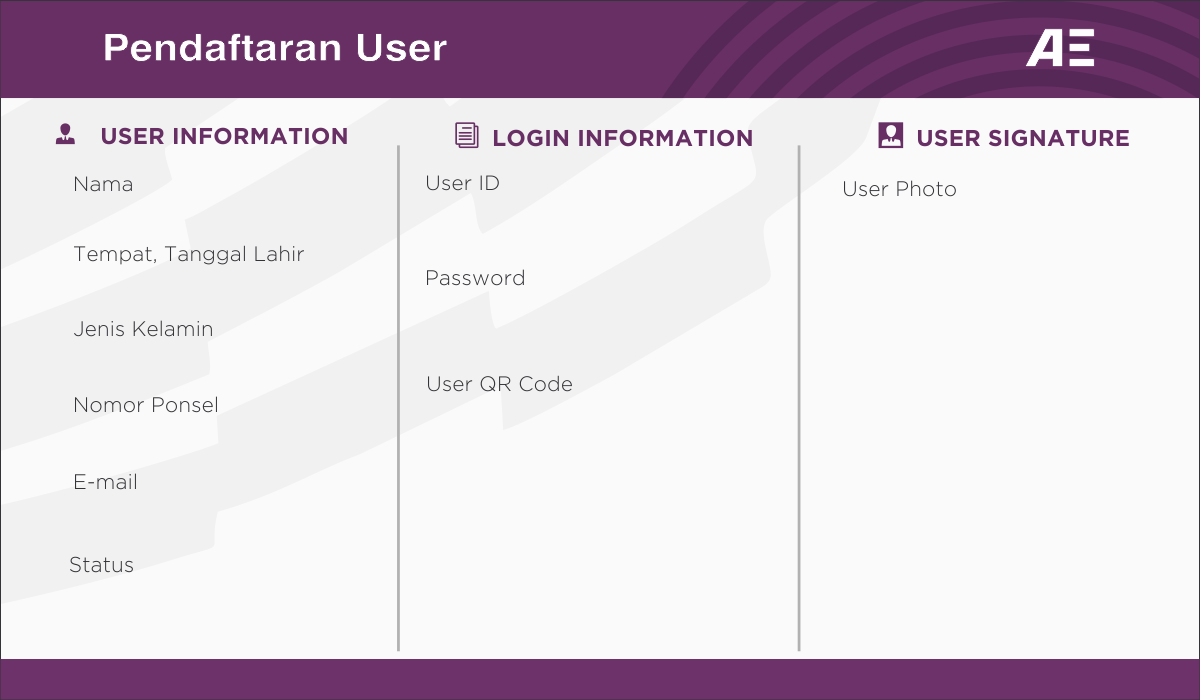 Pendaftaran User
AE
USER INFORMATION
Nama
Tempat, Tanggal Lahir
Jenis Kelamin
Nomor Ponsel
E-mail
Status
LOGIN INFORMATION
User ID
Password
User QR Code
USER SIGNATURE
User Photo